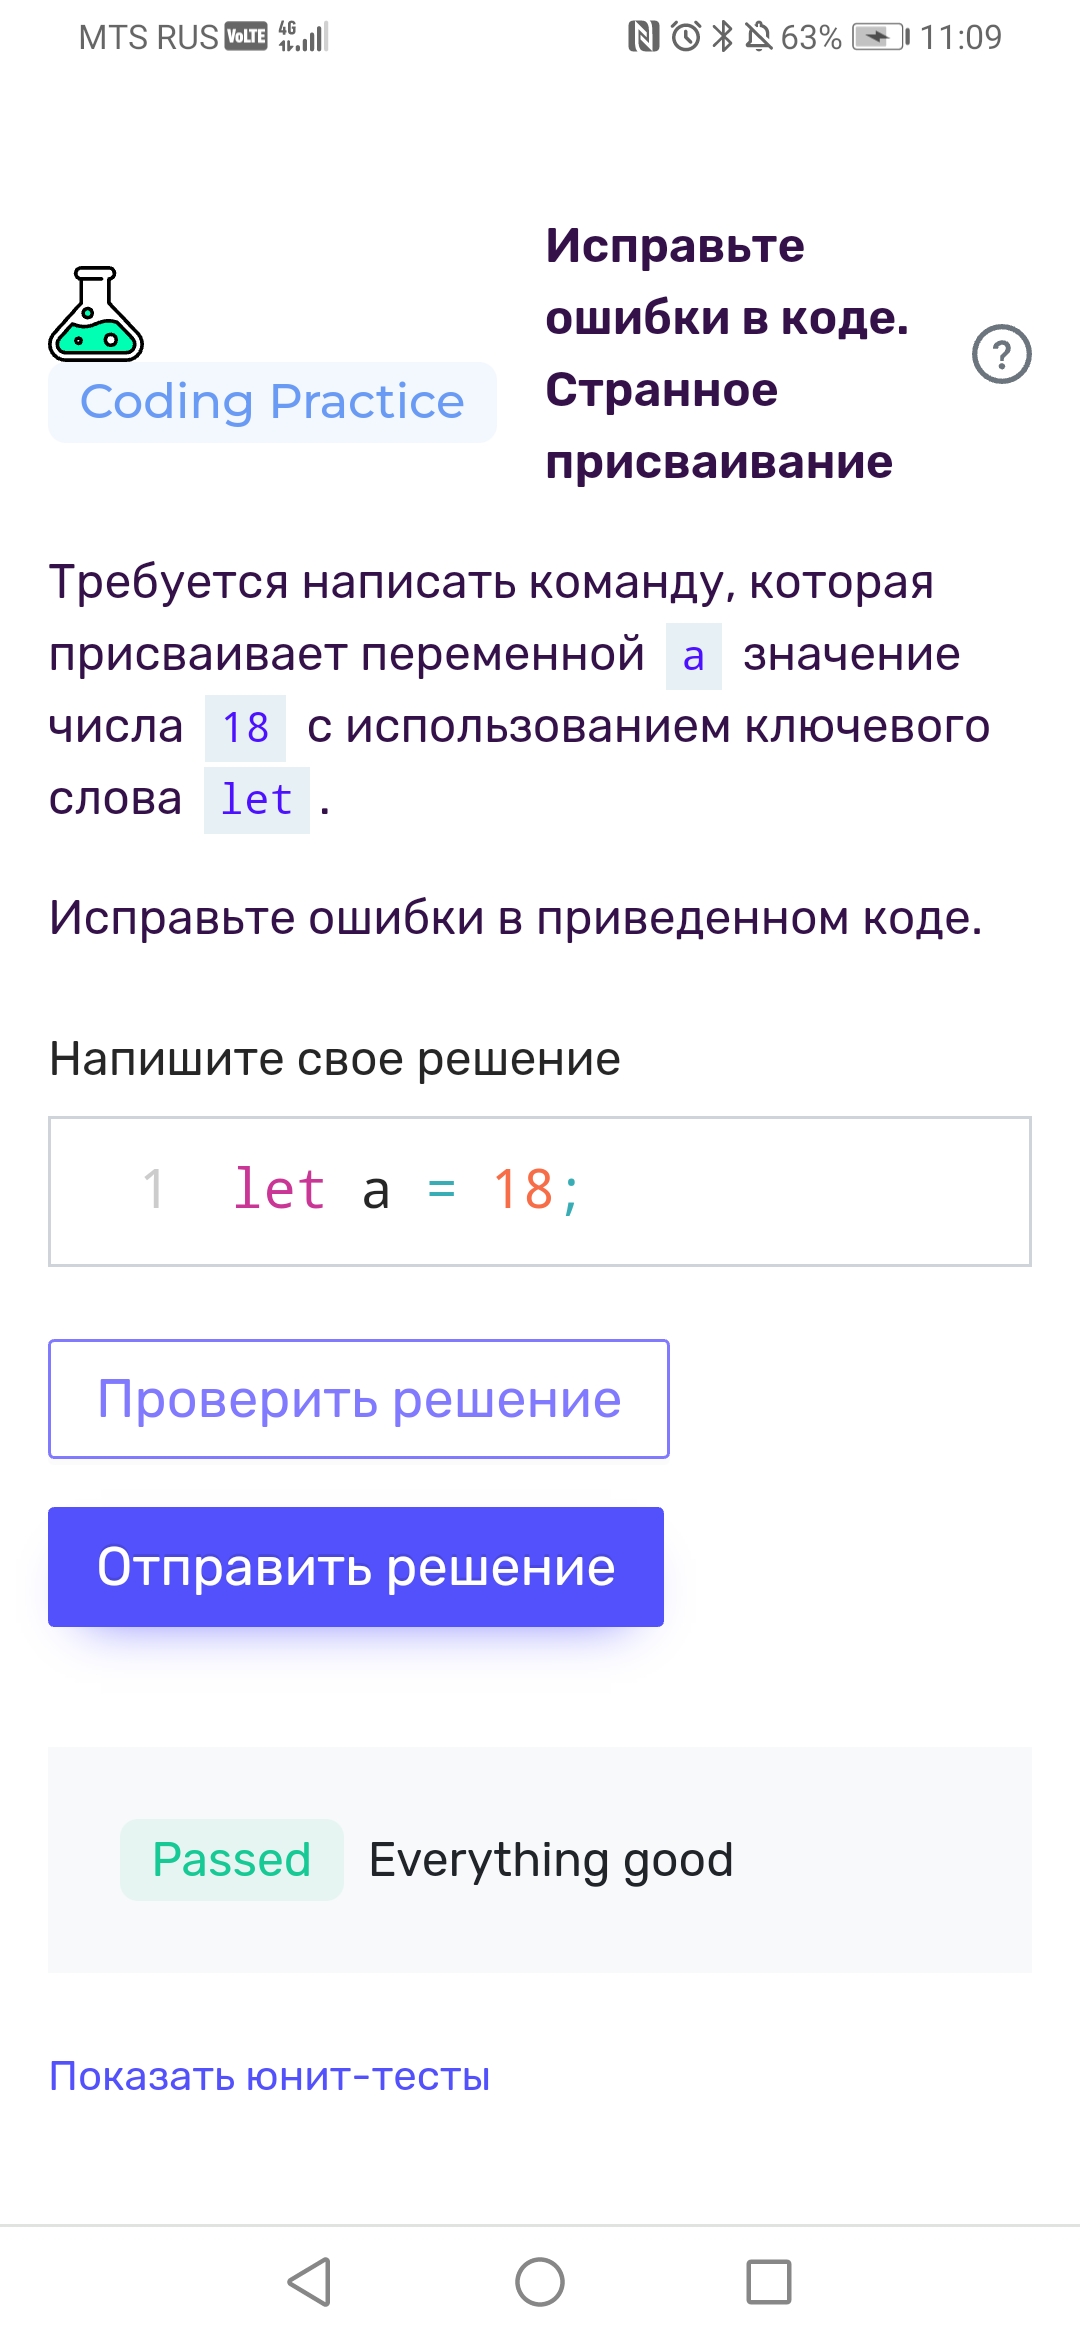 MTS RUS VoLTE 4G 63% 11:09
Исправьте
ошибки в коде.
Странное
присваивание
?
Coding Practice
Требуется написать команду, которая
присваивает переменной a значение
числа 18 с использованием ключевого
слова let .
Исправьте ошибки в приведенном коде.
Напишите свое решение
1 let a = 18;
Проверить решение
Отправить решение
Passed Everything good
Показать юнит-тесты